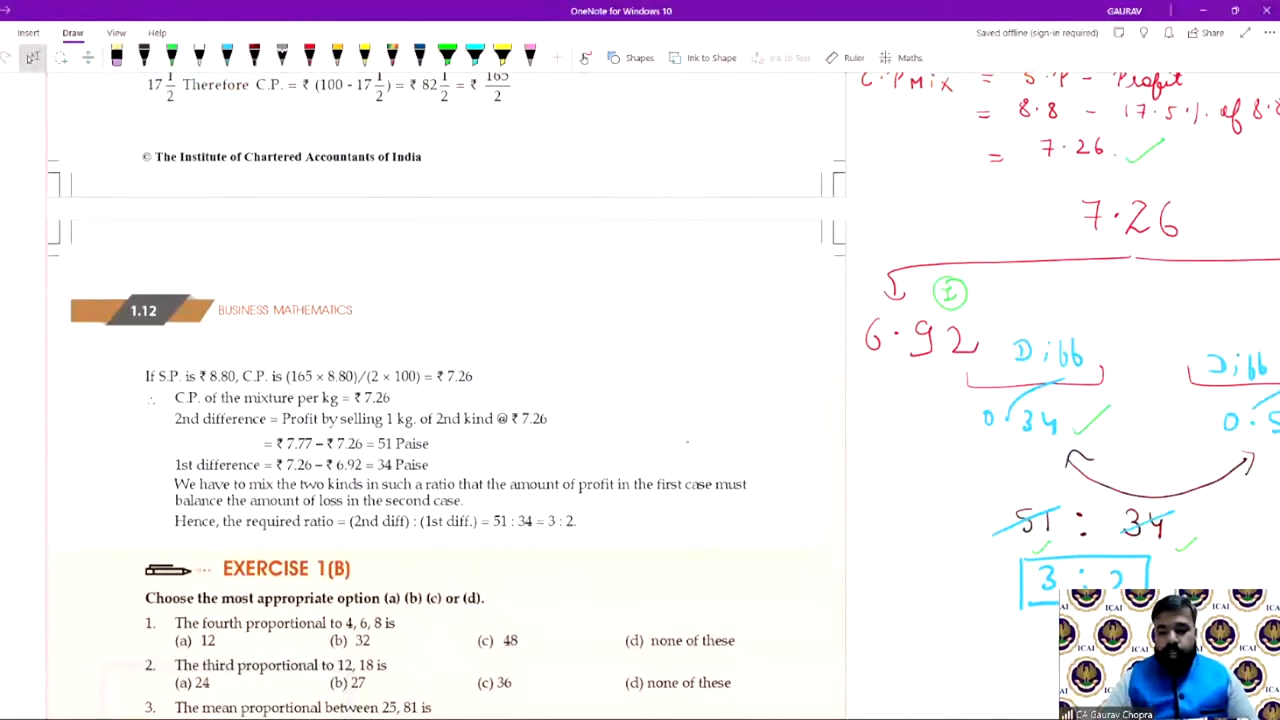 OneNote for Windows 10
GAURAV
Insert Draw View Help
Saved offline (sign-in required)
Share
Shapes
Ink to Shape
Ink to Text
Ruler
Maths
17 1/2 Therefore C.P. = ₹ (100 - 17 1/2) = ₹ 82 1/2 = ₹ 165/2
© The Institute of Chartered Accountants of India
1.12 BUSINESS MATHEMATICS
If S.P. is ₹ 8.80, C.P. is (165 × 8.80)/(2 × 100) = ₹ 7.26
∴ C.P. of the mixture per kg = ₹ 7.26
2nd difference = Profit by selling 1 kg. of 2nd kind @ ₹ 7.26
= ₹ 7.77 – ₹ 7.26 = 51 Paise
1st difference = ₹ 7.26 – ₹ 6.92 = 34 Paise
We have to mix the two kinds in such a ratio that the amount of profit in the first case must
balance the amount of loss in the second case.
Hence, the required ratio = (2nd diff) : (1st diff.) = 51 : 34 = 3 : 2.
EXERCISE 1(B)
Choose the most appropriate option (a) (b) (c) or (d).
1. The fourth proportional to 4, 6, 8 is
(a) 12 (b) 32 (c) 48 (d) none of these
2. The third proportional to 12, 18 is
(a) 24 (b) 27 (c) 36 (d) none of these
3. The mean proportional between 25, 81 is
C.P Mix = S.P - Profit
= 8.8 - (17.5%) of 8.8
= 7.26
7.26
I
6.92
Diff
Diff
0.34
51 : 34
3 : 2
ICAI
ICAI
ICAI
CA Gaurav Chopra